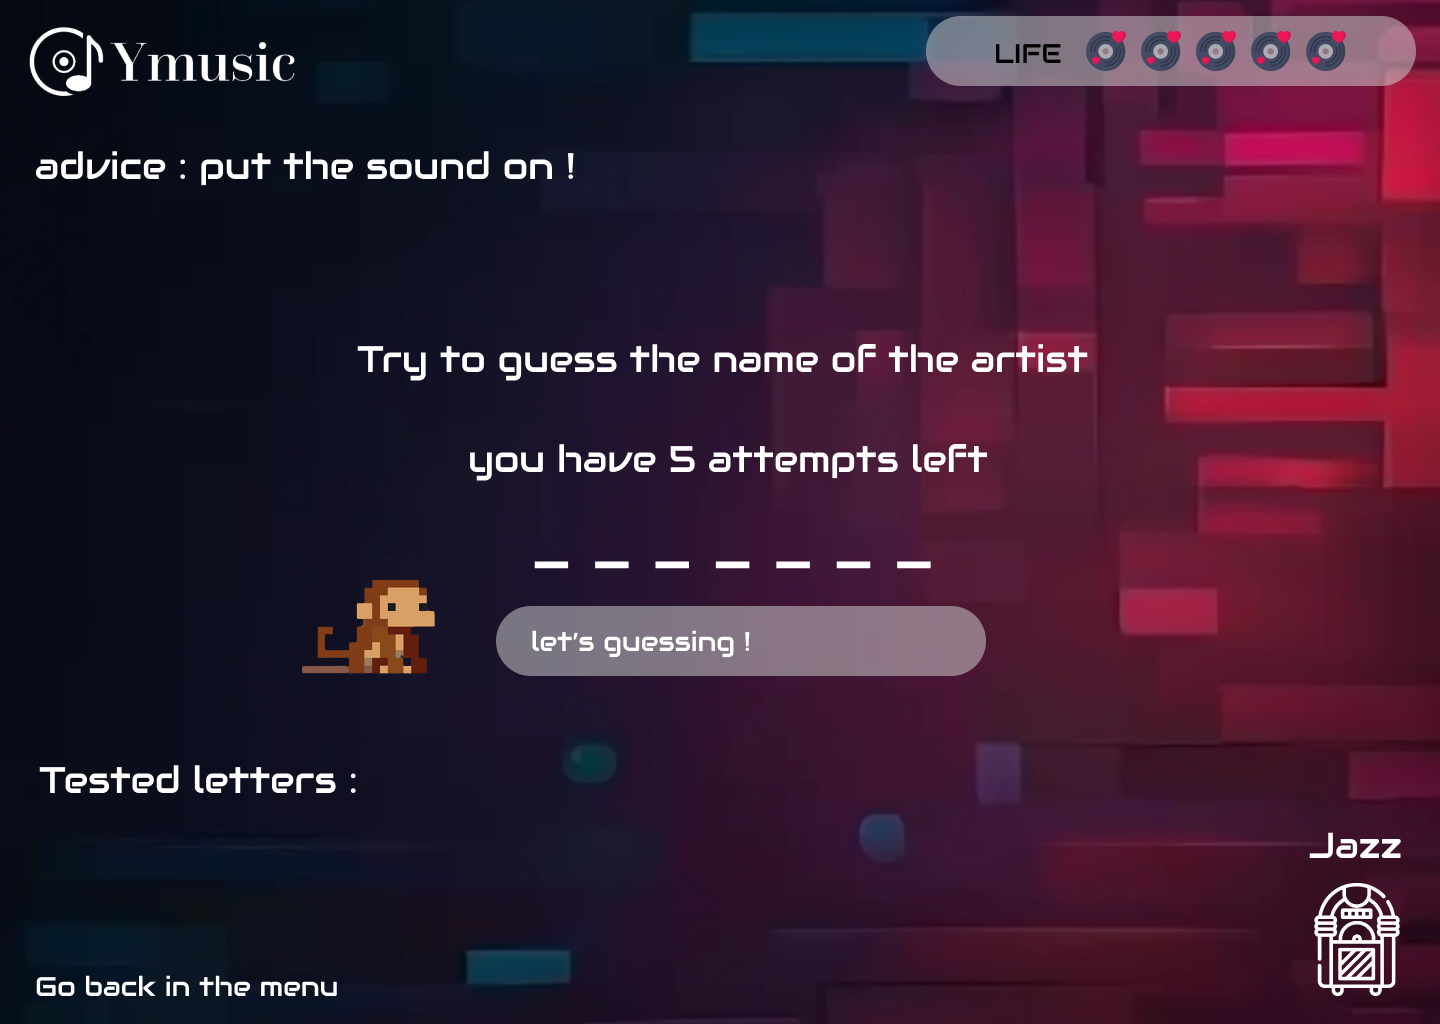 Ymusic
LIFE
advice : put the sound on !
Try to guess the name of the artist
you have 5 attempts left
_ _ _ _ _ _ _
let's guessing !
Tested letters :
Jazz
Go back in the menu